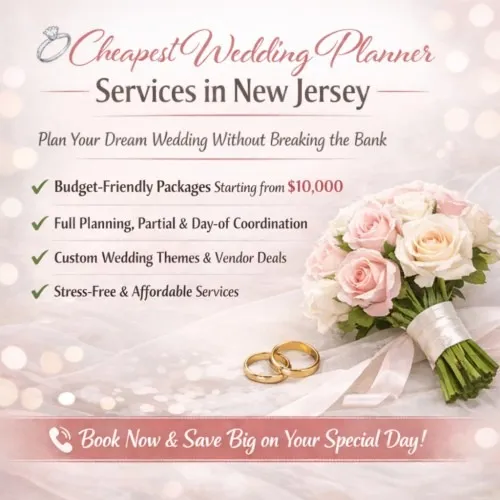 Cheapest Wedding Planner
Services in New Jersey
Plan Your Dream Wedding Without Breaking the Bank
Budget-Friendly Packages Starting from $10,000
Full Planning, Partial & Day-of Coordination
Custom Wedding Themes & Vendor Deals
Stress-Free & Affordable Services
Book Now & Save Big on Your Special Day!